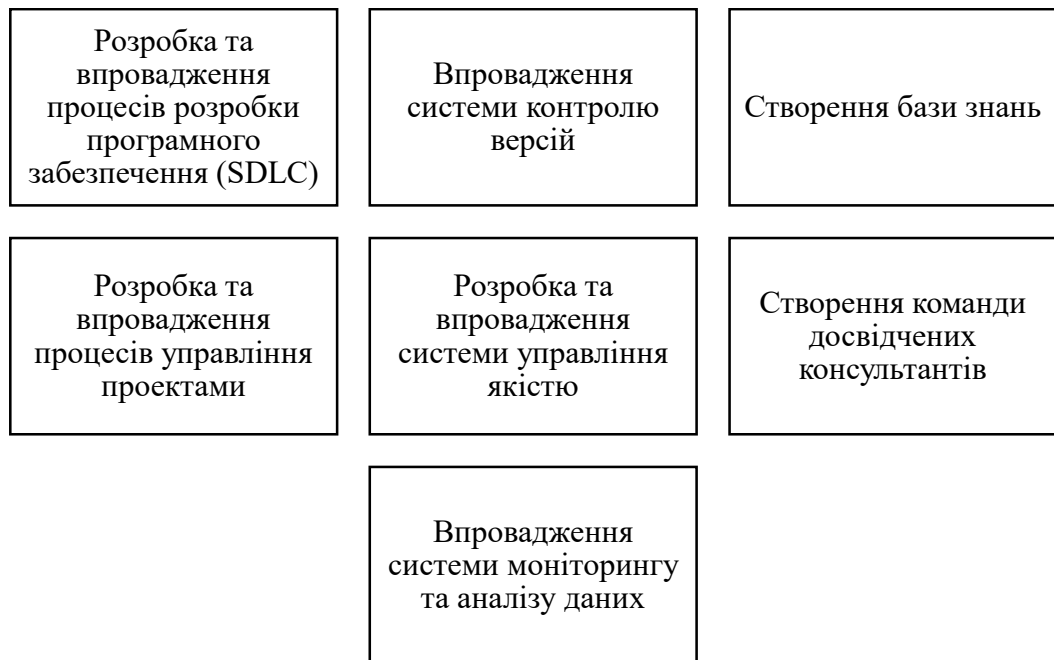 Розробка та
впровадження
процесів розробки
програмного
забезпечення (SDLC)
Впровадження
системи контролю
версій
Створення бази знань
Розробка та
впровадження
процесів управління
проектами
Розробка та
впровадження
системи управління
якістю
Створення команди
досвідчених
консультантів
Впровадження
системи моніторингу
та аналізу даних